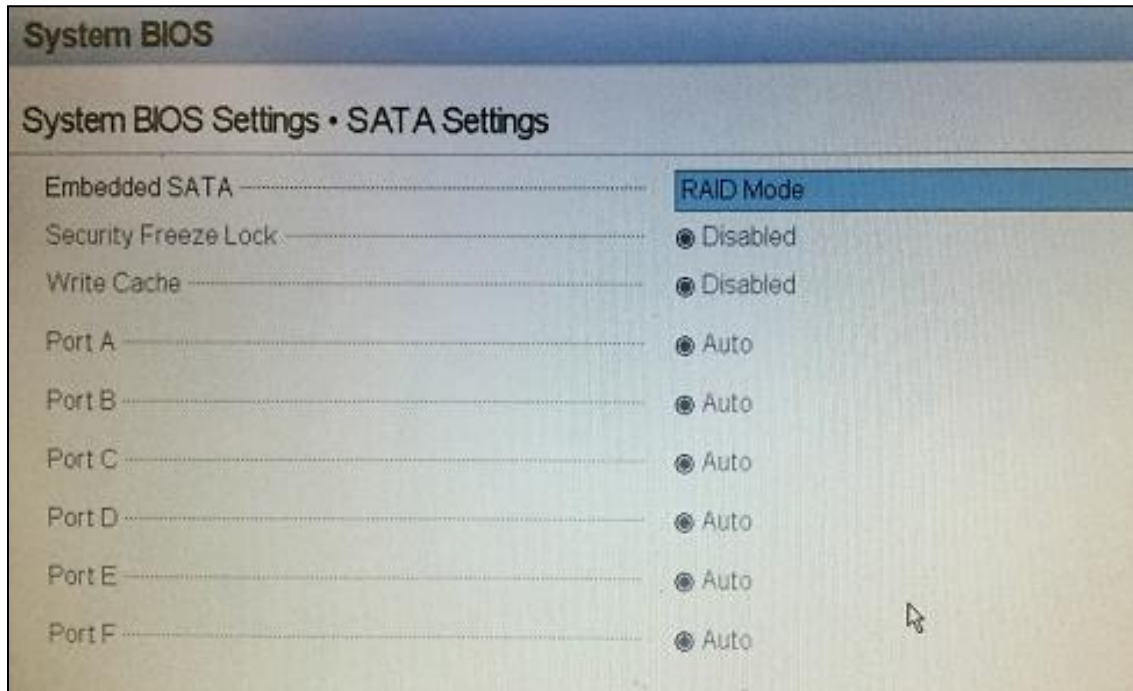 System BIOS
System BIOS Settings • SATA Settings
Embedded SATA RAID Mode
Security Freeze Lock Disabled
Write Cache Disabled
Port A Auto
Port B Auto
Port C Auto
Port D Auto
Port E Auto
Port F Auto